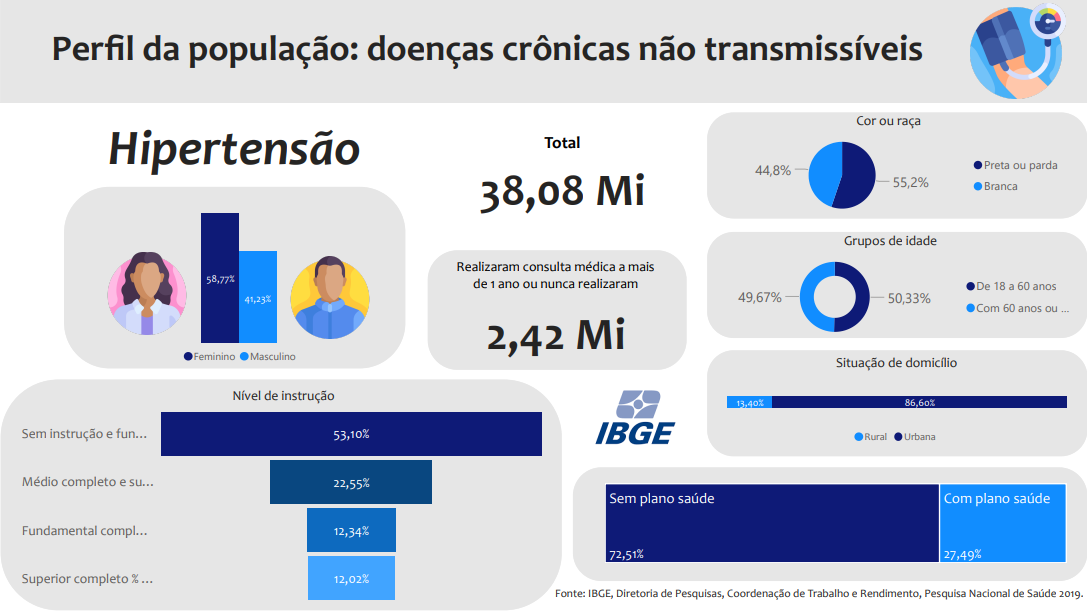 Perfil da população: doenças crônicas não transmissíveis
Hipertensão
58,77%
41,23%
Feminino
Masculino
Total
38,08 Mi
Realizaram consulta médica a mais
de 1 ano ou nunca realizaram
2,42 Mi
Cor ou raça
44,8%
55,2%
Preta ou parda
Branca
Grupos de idade
49,67%
50,33%
De 18 a 60 anos
Com 60 anos ou ...
Situação de domicílio
13,40%
86,60%
Rural
Urbana
Nível de instrução
Sem instrução e fun...
53,10%
Médio completo e su...
22,55%
Fundamental compl...
12,34%
Superior completo % ...
12,02%
IBGE
Sem plano saúde
72,51%
Com plano saúde
27,49%
Fonte: IBGE, Diretoria de Pesquisas, Coordenação de Trabalho e Rendimento, Pesquisa Nacional de Saúde 2019.